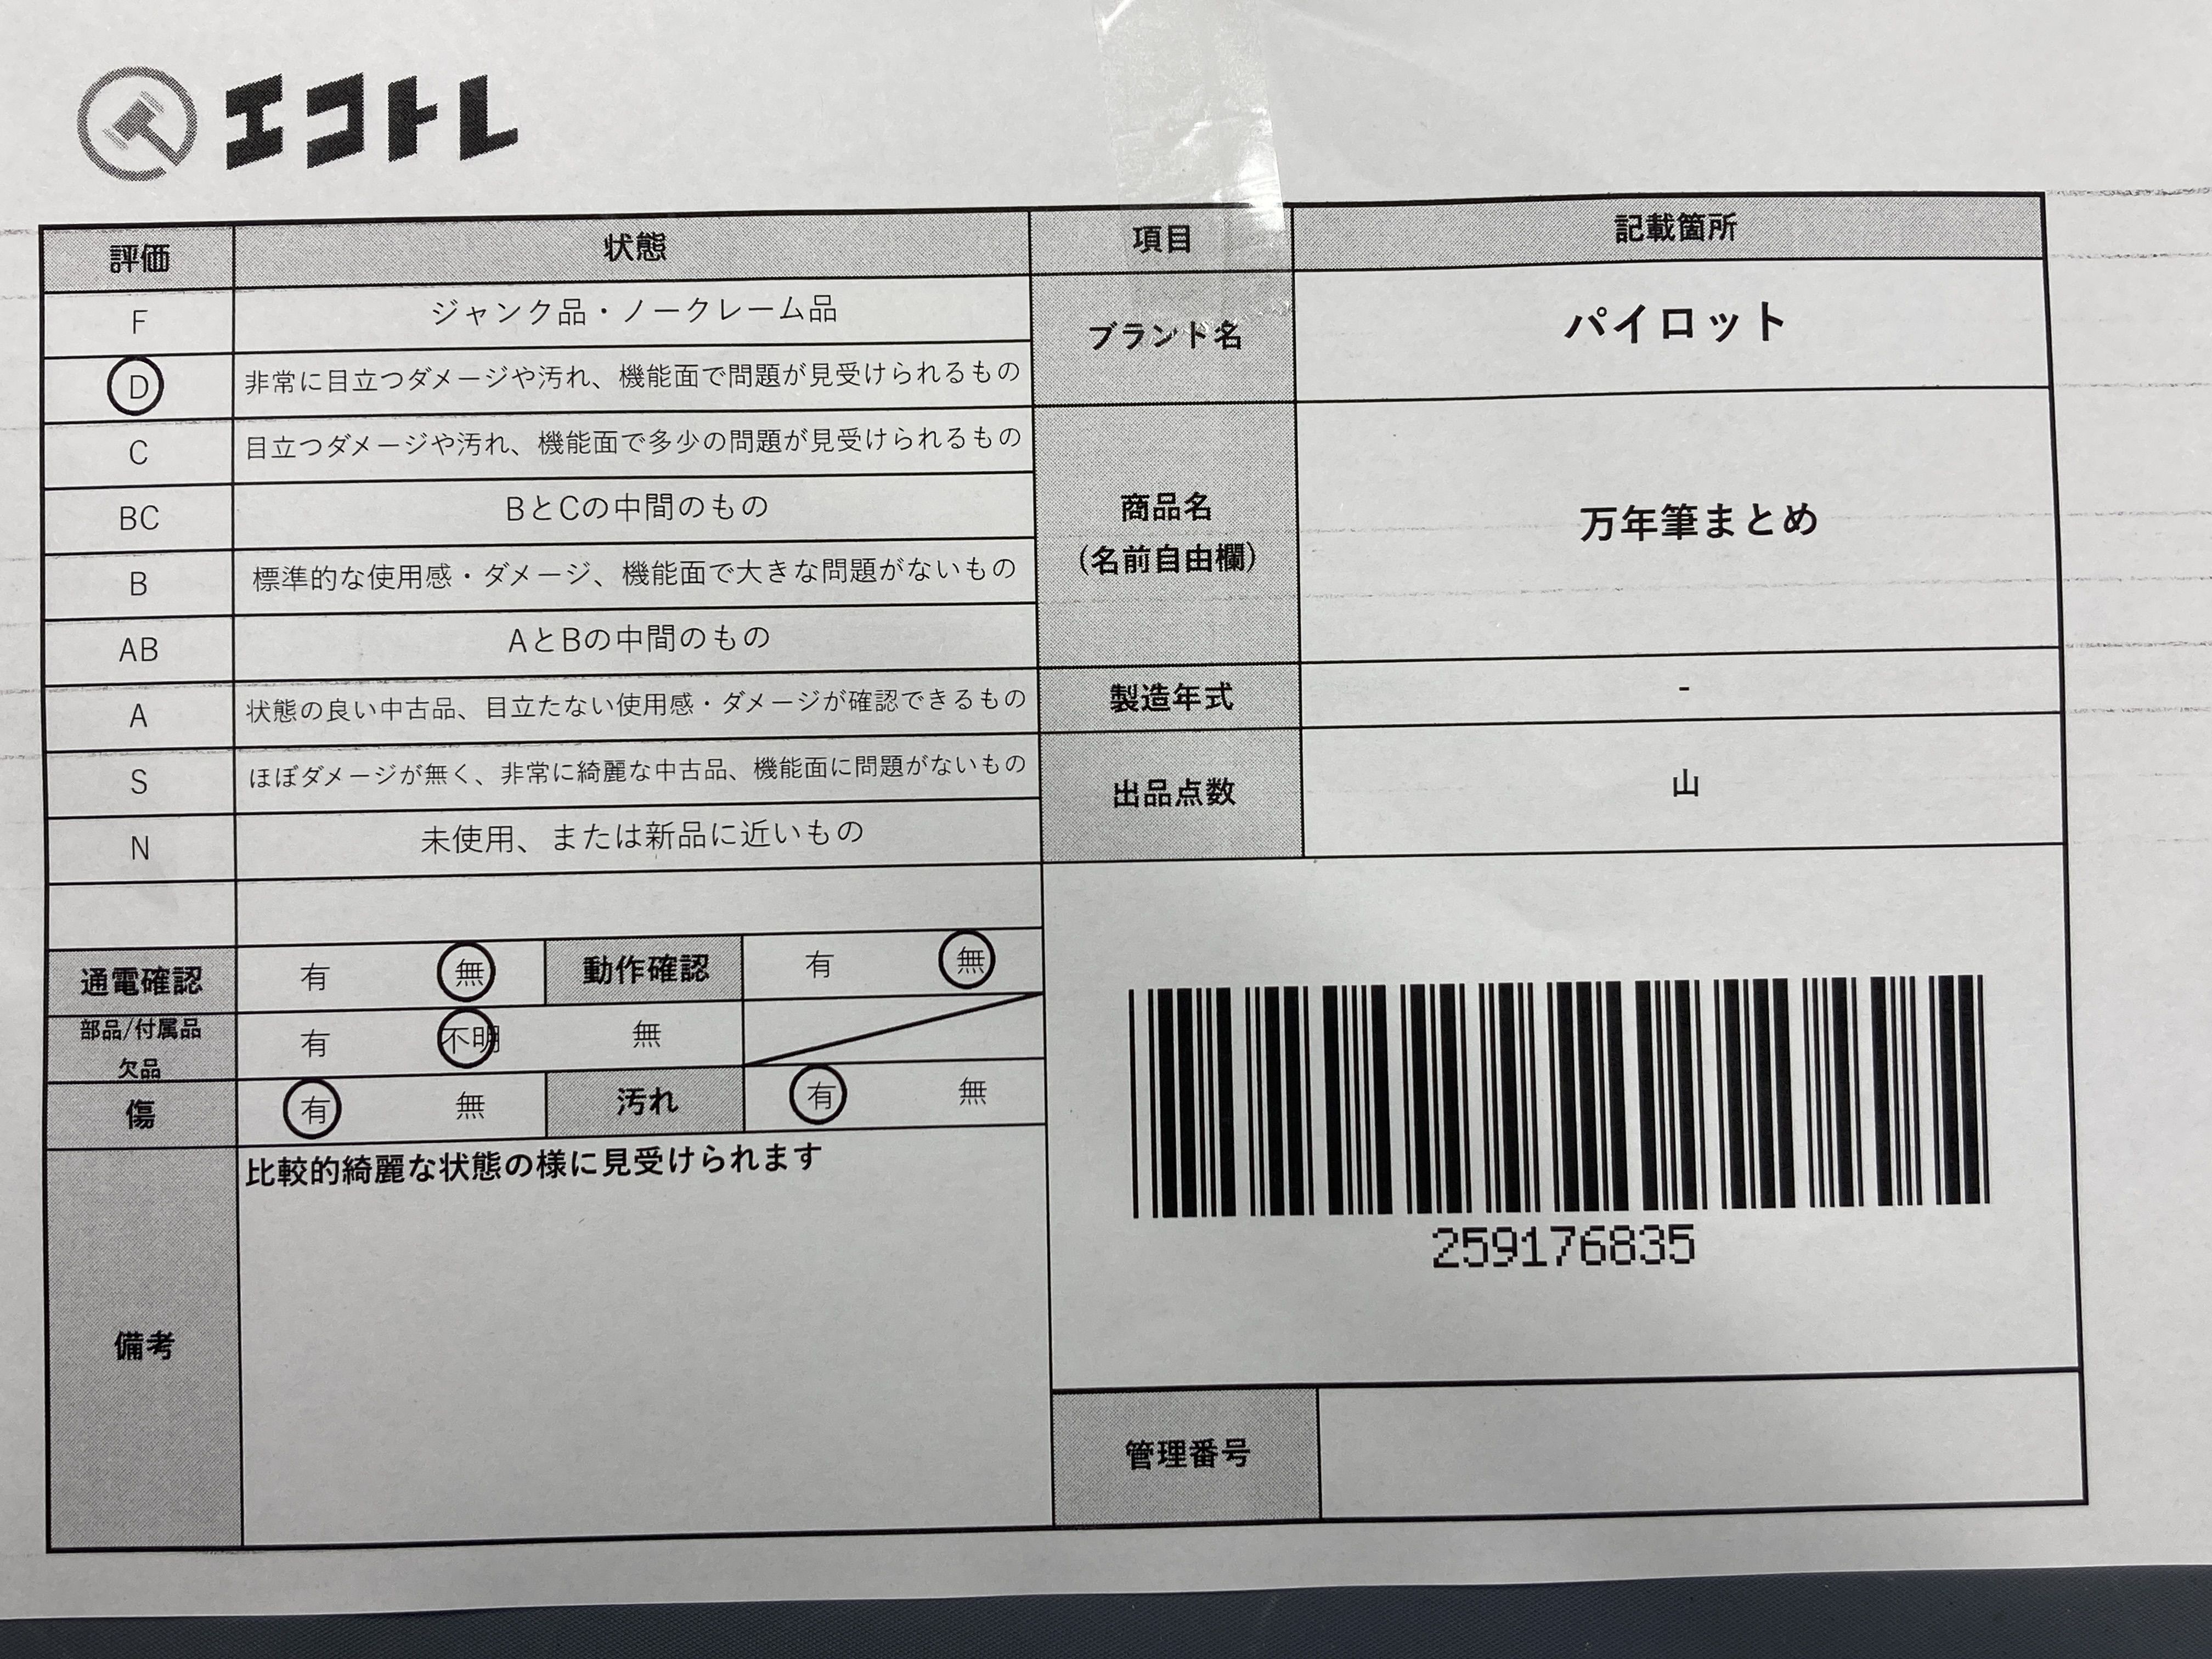 エコトレ
評価 状態
F ジャンク品・ノークレーム品
D 非常に目立つダメージや汚れ、機能面で問題が見受けられるもの
C 目立つダメージや汚れ、機能面で多少の問題が見受けられるもの
BC BとCの中間のもの
B 標準的な使用感・ダメージ、機能面で大きな問題がないもの
AB AとBの中間のもの
A 状態の良い中古品、目立たない使用感・ダメージが確認できるもの
S ほぼダメージが無く、非常に綺麗な中古品、機能面に問題がないもの
N 未使用、または新品に近いもの
通電確認 有 無 動作確認 有 無
部品/付属品
欠品
有 不明 無
傷 有 無 汚れ 有 無
備考
比較的綺麗な状態の様に見受けられます
項目 記載箇所
ブランド名 パイロット
商品名
(名前自由欄)
万年筆まとめ
製造年式 -
出品点数 山
259176835
管理番号